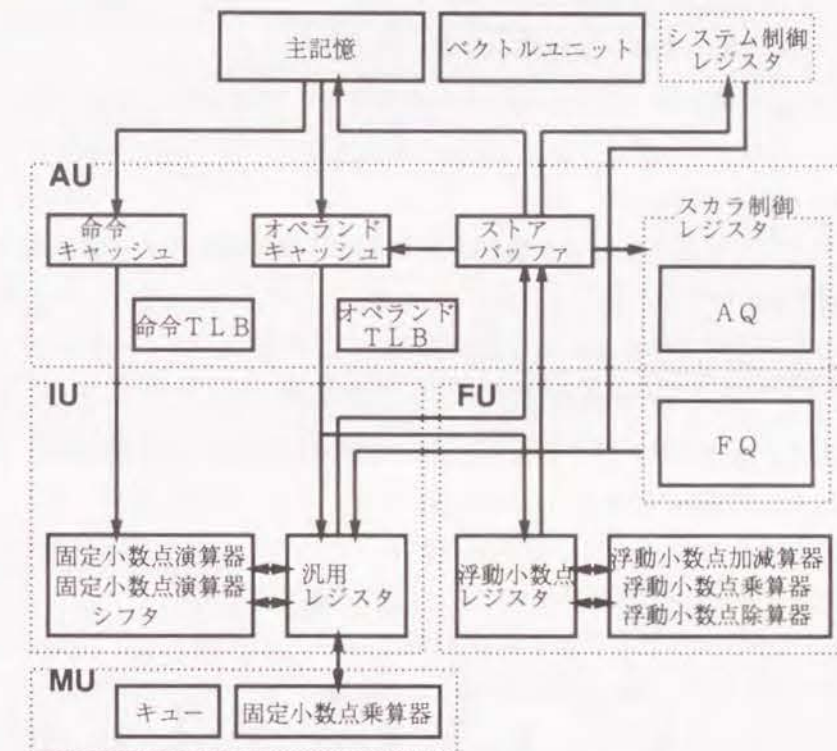 主記憶
ベクトルユニット
システム制御
レジスタ
AU
命令
キャッシュ
オペランド
キャッシュ
ストア
バッファ
スカラ制御
レジスタ
命令TLB
オペランド
TLB
AQ
IU
FU
FQ
固定小数点演算器
固定小数点演算器
シフタ
汎用
レジスタ
浮動小数点
レジスタ
浮動小数点加減算器
浮動小数点乗算器
浮動小数点除算器
MU
キュー
固定小数点乗算器